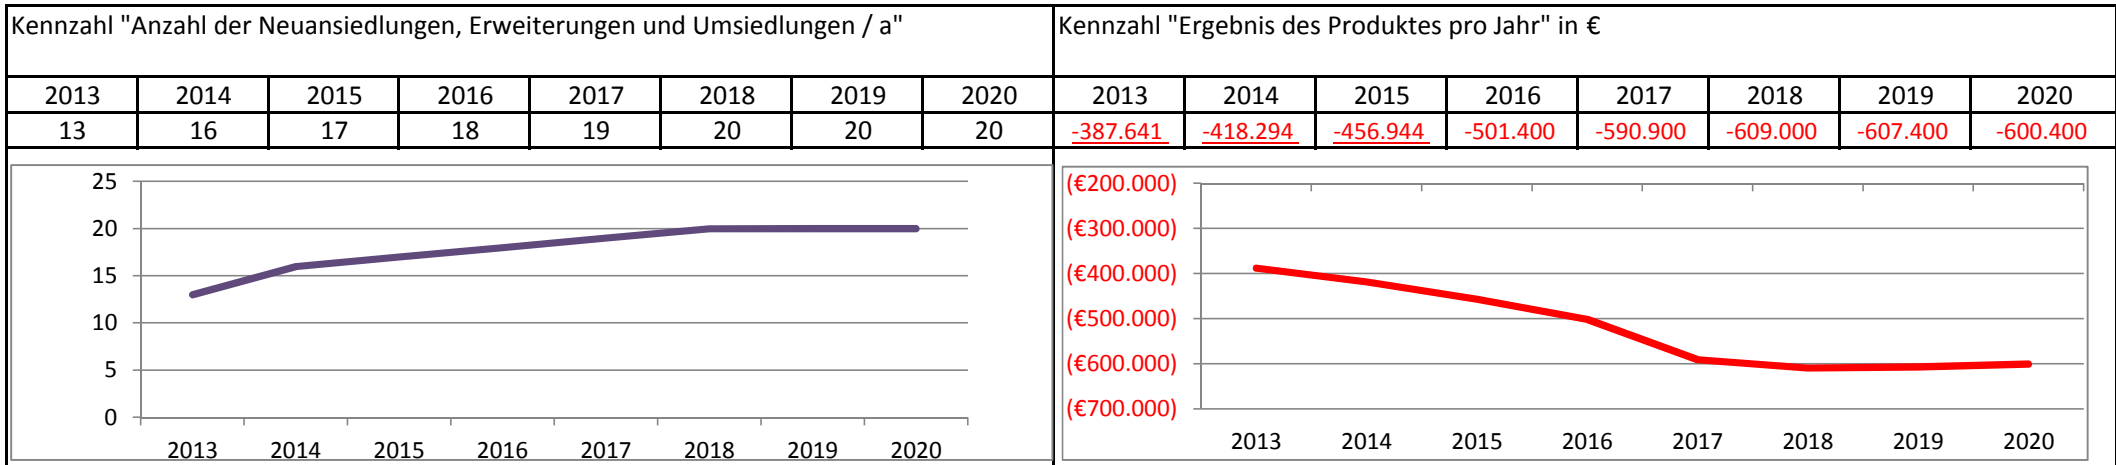 Kennzahl "Anzahl der Neuansiedlungen, Erweiterungen und Umsiedlungen / a"
2013 2014 2015 2016 2017 2018 2019 2020
13 16 17 18 19 20 20 20
25
20
15
10
5
0
2013 2014 2015 2016 2017 2018 2019 2020
Kennzahl "Ergebnis des Produktes pro Jahr" in €
2013 2014 2015 2016 2017 2018 2019 2020
-387.641 -418.294 -456.944 -501.400 -590.900 -609.000 -607.400 -600.400
(€200.000)
(€300.000)
(€400.000)
(€500.000)
(€600.000)
(€700.000)
2013 2014 2015 2016 2017 2018 2019 2020